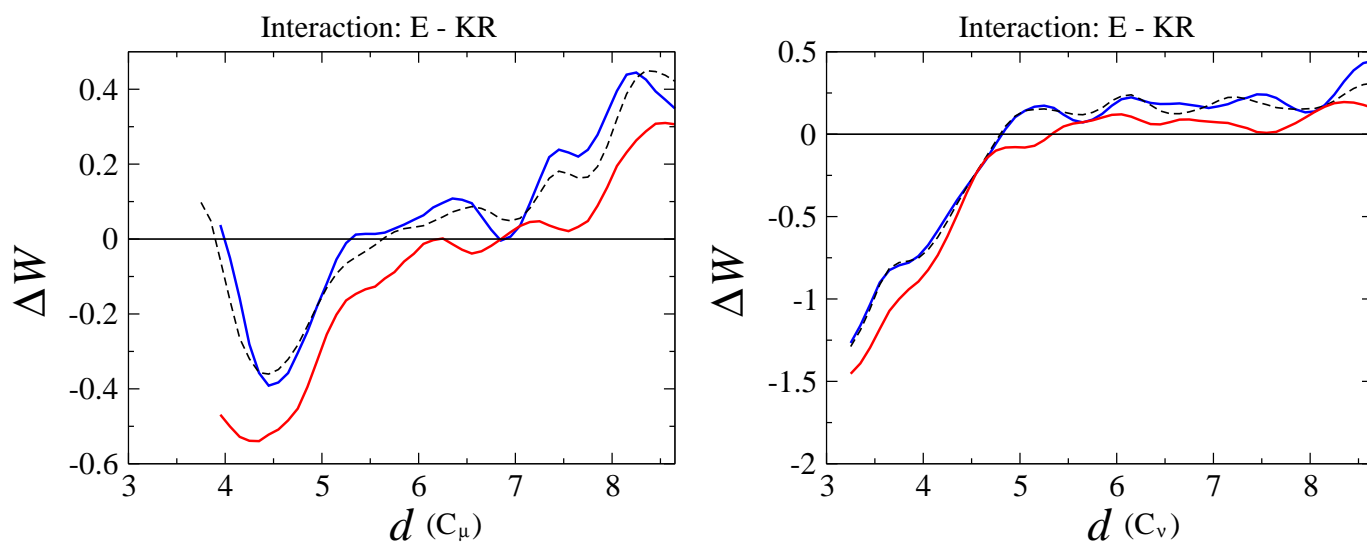 Interaction: E - KR
0.4
0.2
0
-0.2
-0.4
-0.6
ΔW
3 4 5 6 7 8
d (Cμ)
Interaction: E - KR
0.5
0
-0.5
-1
-1.5
-2
ΔW
3 4 5 6 7 8
d (Cν)